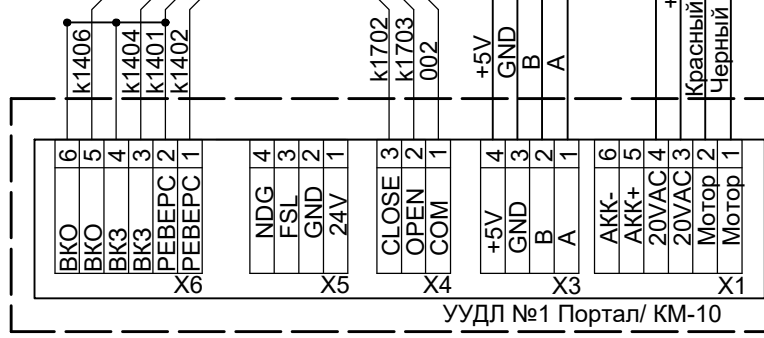 k1406
k1404
k1401
k1402
k1702
k1703
002
+5V
GND
B
A
+
Красный
Черный
6
5
4
3
2
1
ВКО
ВКО
ВКЗ
ВКЗ
РЕВЕРС
РЕВЕРС
X6
4
3
2
1
NDG
FSL
GND
24V
X5
3
2
1
CLOSE
OPEN
COM
X4
4
3
2
1
+5V
GND
B
A
X3
6
5
4
3
2
1
АКК-
АКК+
20VAC
20VAC
Мотор
Мотор
X1
УУДЛ №1 Портал/ КМ-10